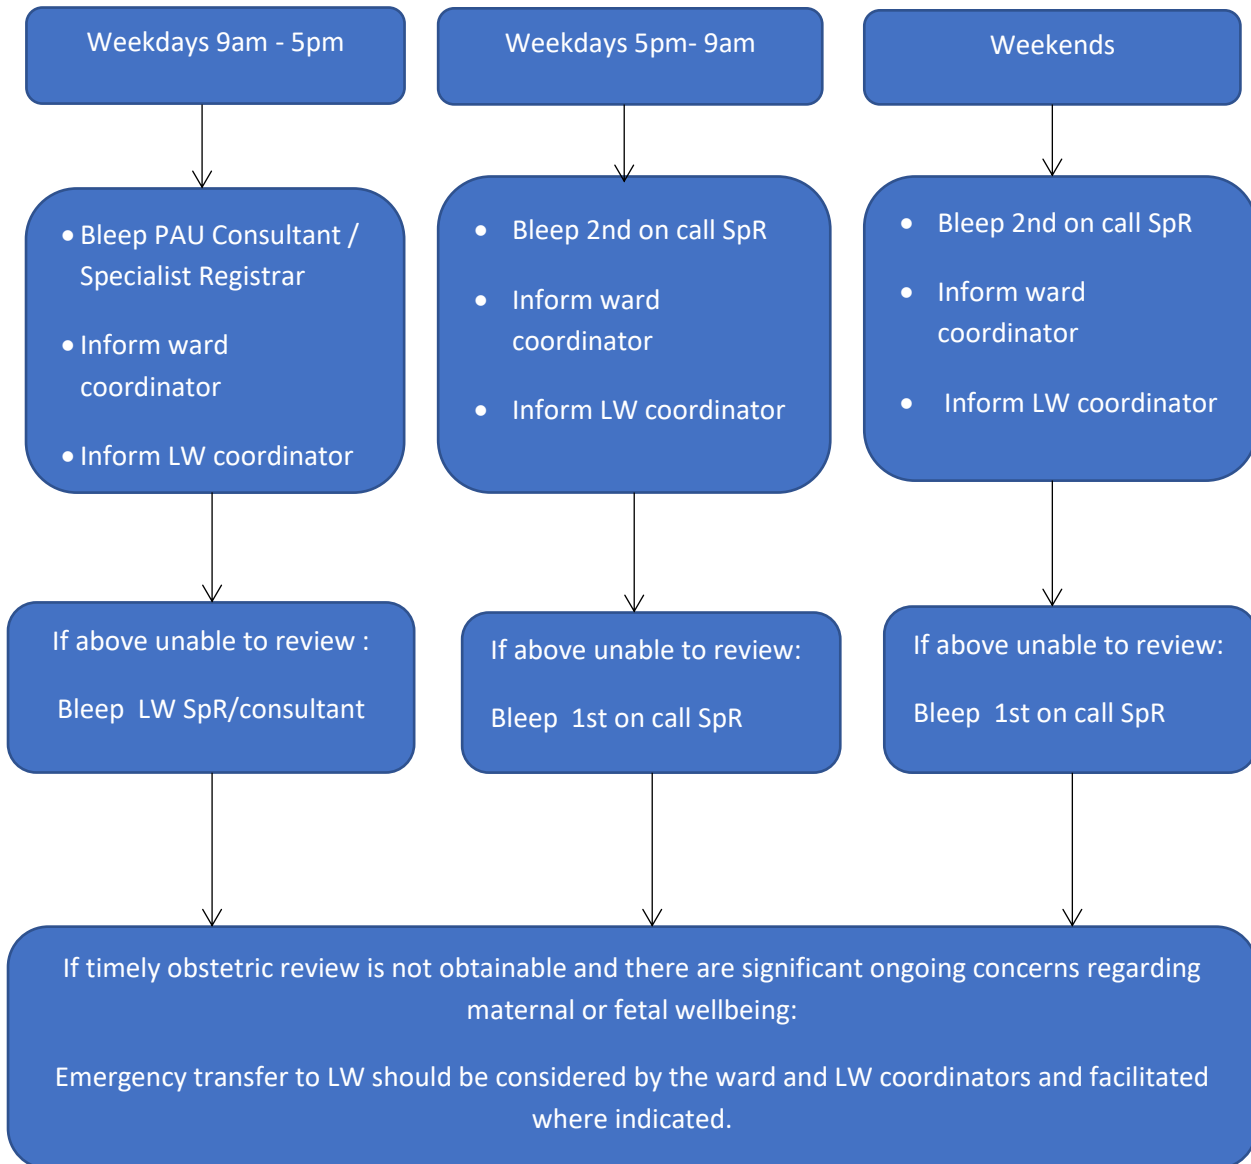 Weekdays 9am - 5pm
Weekdays 5pm- 9am
Weekends
• Bleep PAU Consultant /
Specialist Registrar
• Inform ward
coordinator
• Inform LW coordinator
• Bleep 2nd on call SpR
• Inform ward
coordinator
• Inform LW coordinator
• Bleep 2nd on call SpR
• Inform ward
coordinator
• Inform LW coordinator
If above unable to review :
Bleep LW SpR/consultant
If above unable to review:
Bleep 1st on call SpR
If above unable to review:
Bleep 1st on call SpR
If timely obstetric review is not obtainable and there are significant ongoing concerns regarding
maternal or fetal wellbeing:
Emergency transfer to LW should be considered by the ward and LW coordinators and facilitated
where indicated.